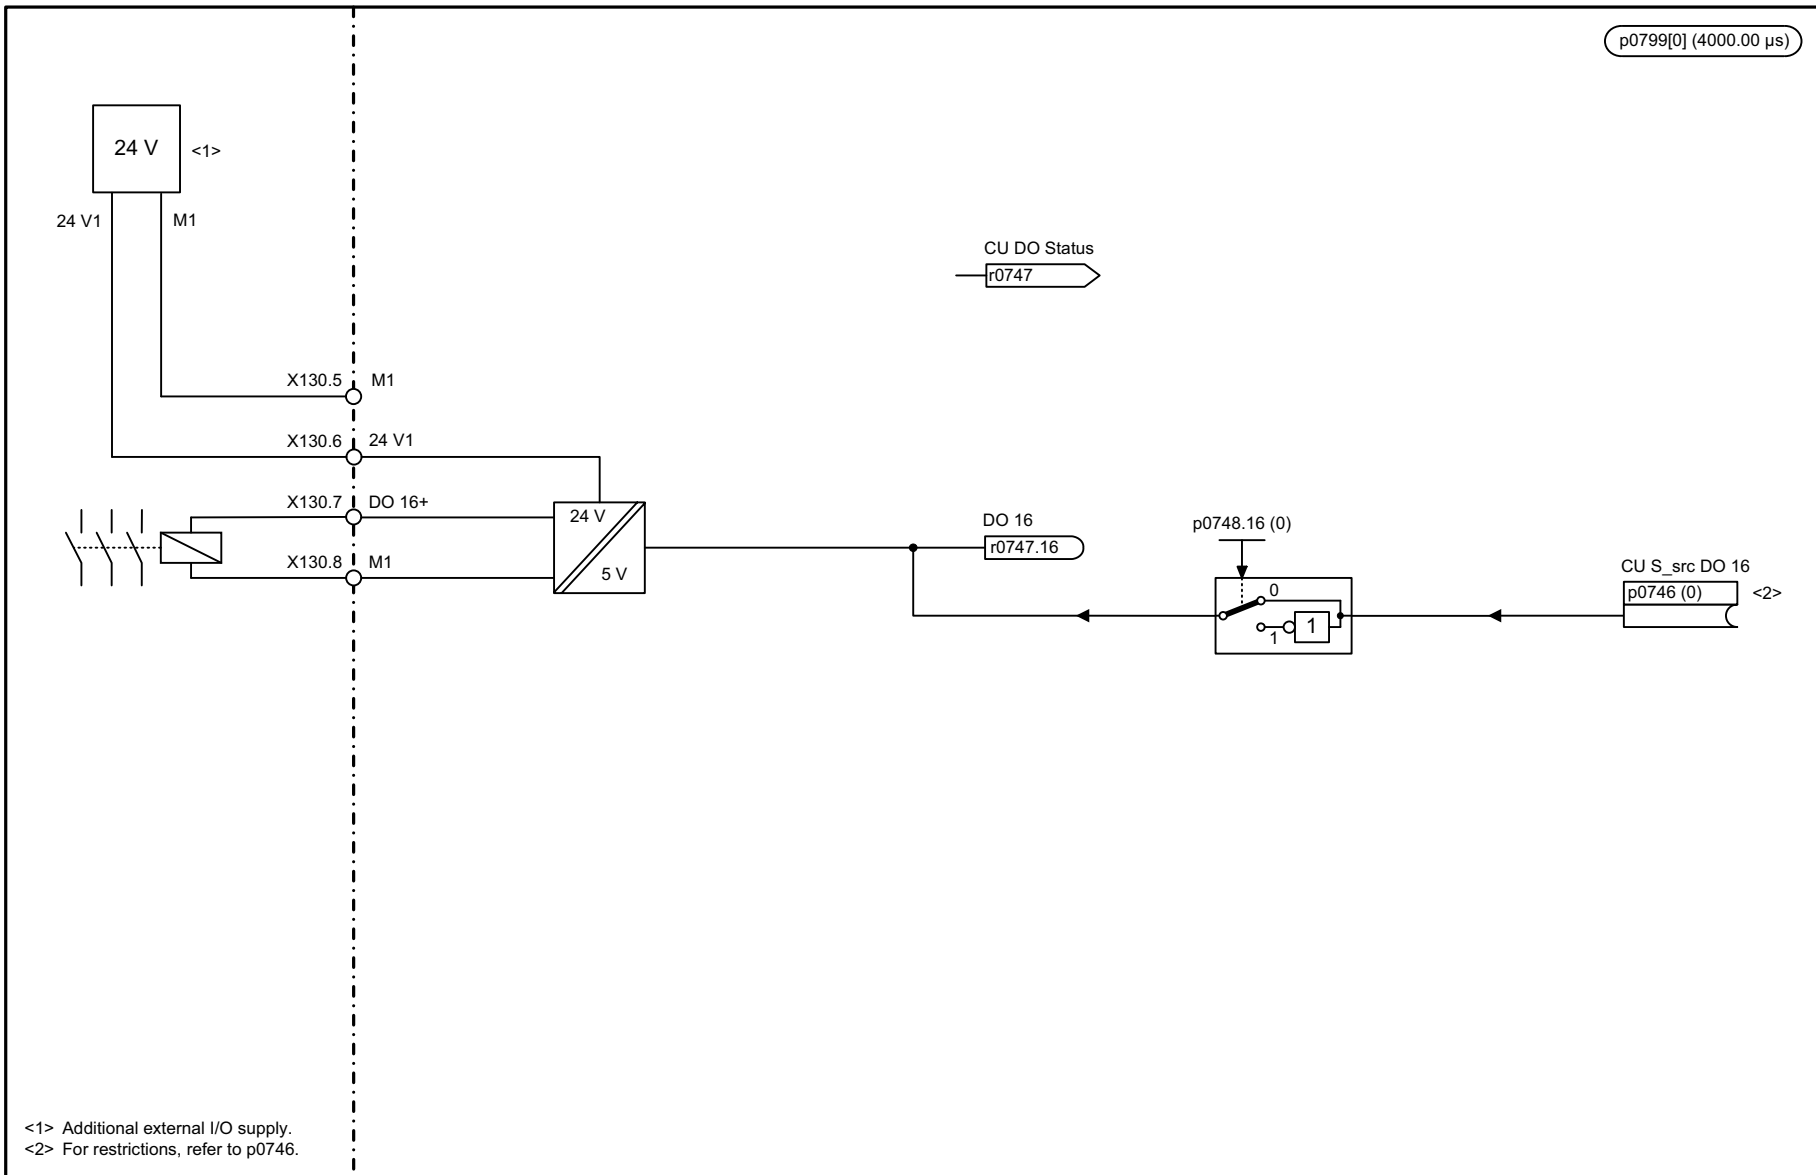 p0799[0] (4000.00 µs)
24 V
<1>
24 V1
M1
CU DO Status
r0747
X130.5
M1
X130.6
24 V1
X130.7
DO 16+
24 V
5 V
X130.8
M1
DO 16
r0747.16
p0748.16 (0)
0
1
1
CU S_src DO 16
p0746 (0)
<2>
<1> Additional external I/O supply.
<2> For restrictions, refer to p0746.